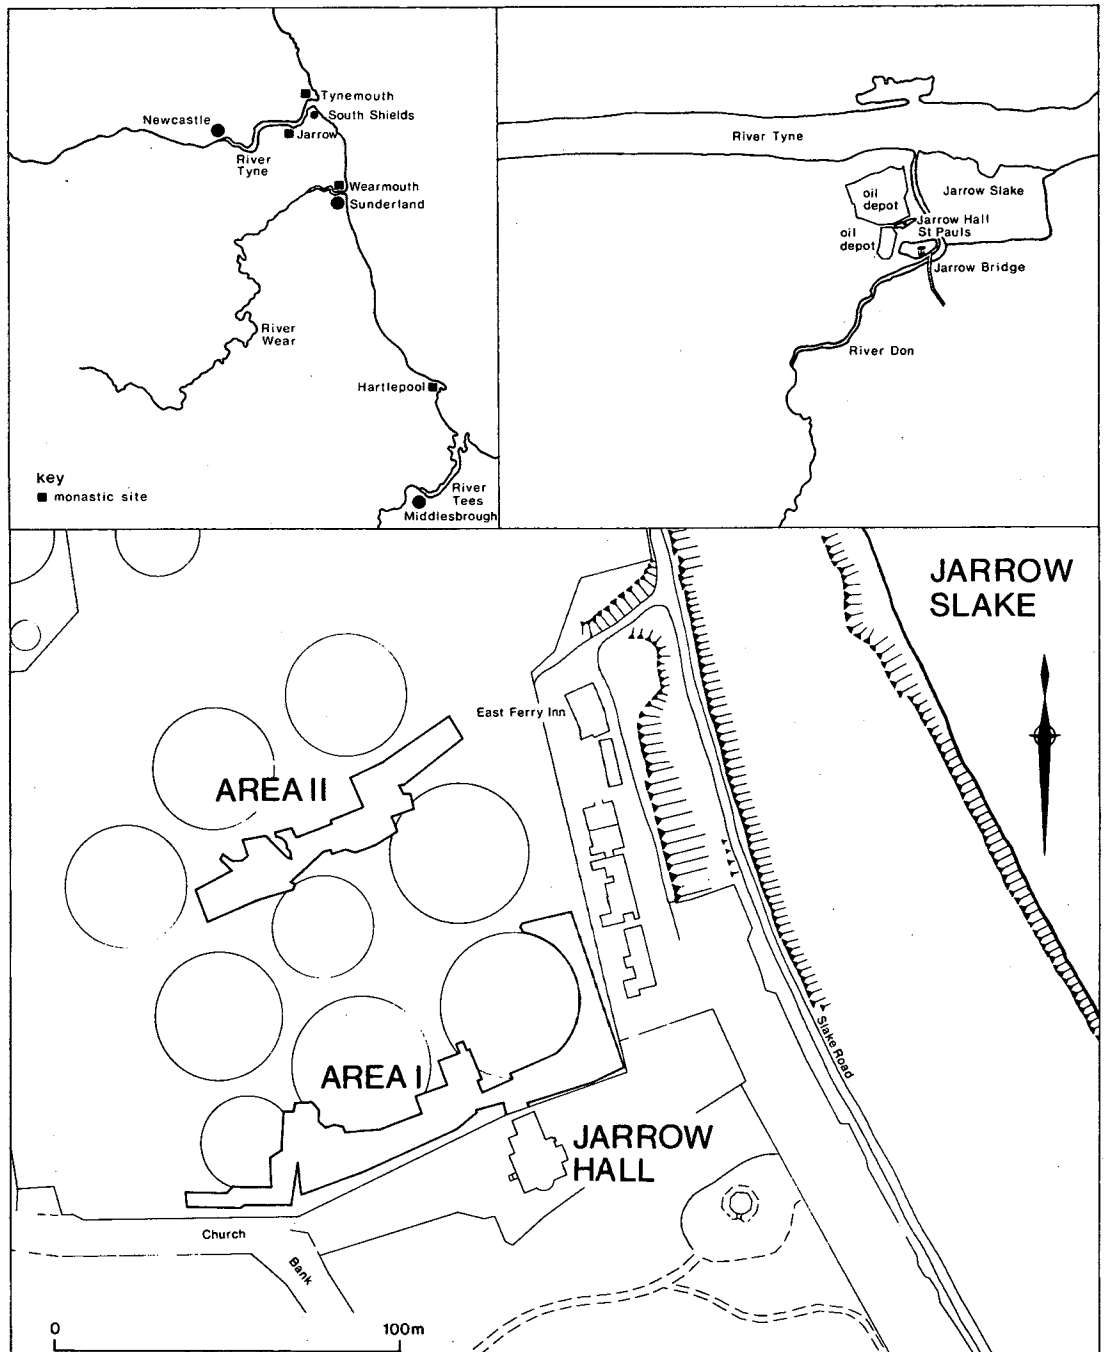 Tynemouth
South Shields
Newcastle
Jarrow
River
Tyne
Wearmouth
Sunderland
River
Wear
Hartlepool
key
monastic site
River
Tees
Middlesbrough
River Tyne
oil
depot
Jarrow Slake
Jarrow Hall
St Pauls
oil
depot
Jarrow Bridge
River Don
JARROW
SLAKE
East Ferry Inn
AREA II
Slake Road
AREA I
JARROW
HALL
Church
Bank
0
100m